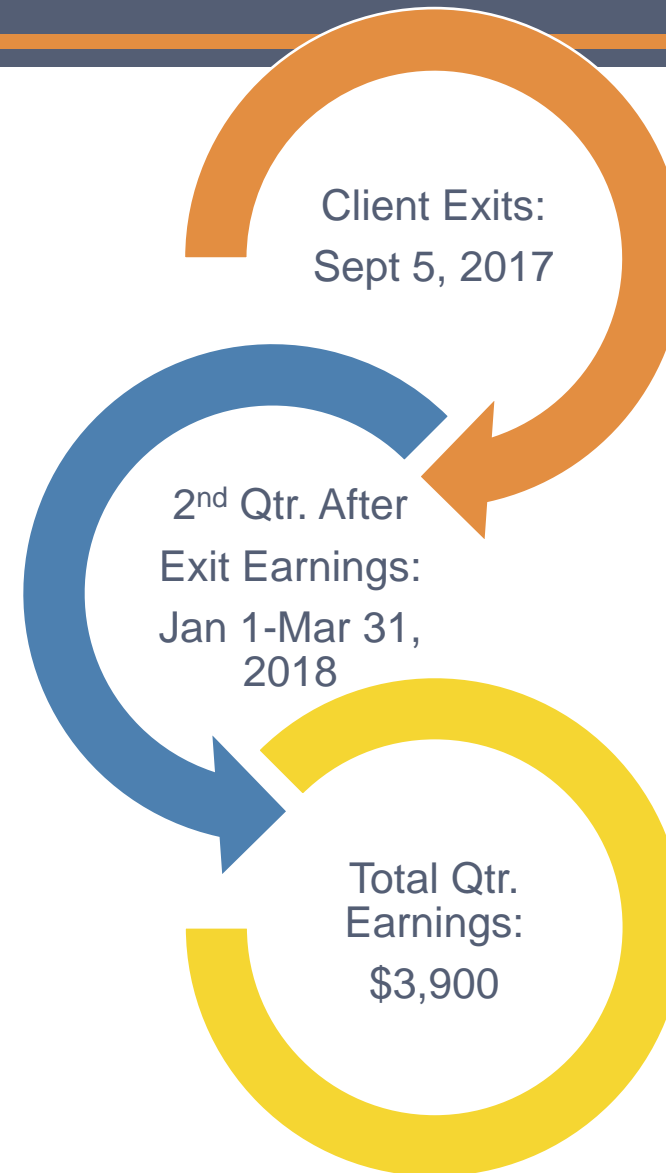 Client Exits:
Sept 5, 2017
2nd Qtr. After
Exit Earnings:
Jan 1-Mar 31,
2018
Total Qtr.
Earnings:
$3,900